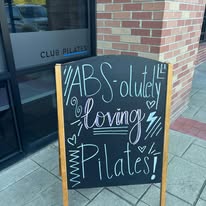 CLUB PILATES
ABS-olutely
loving
Pilates!